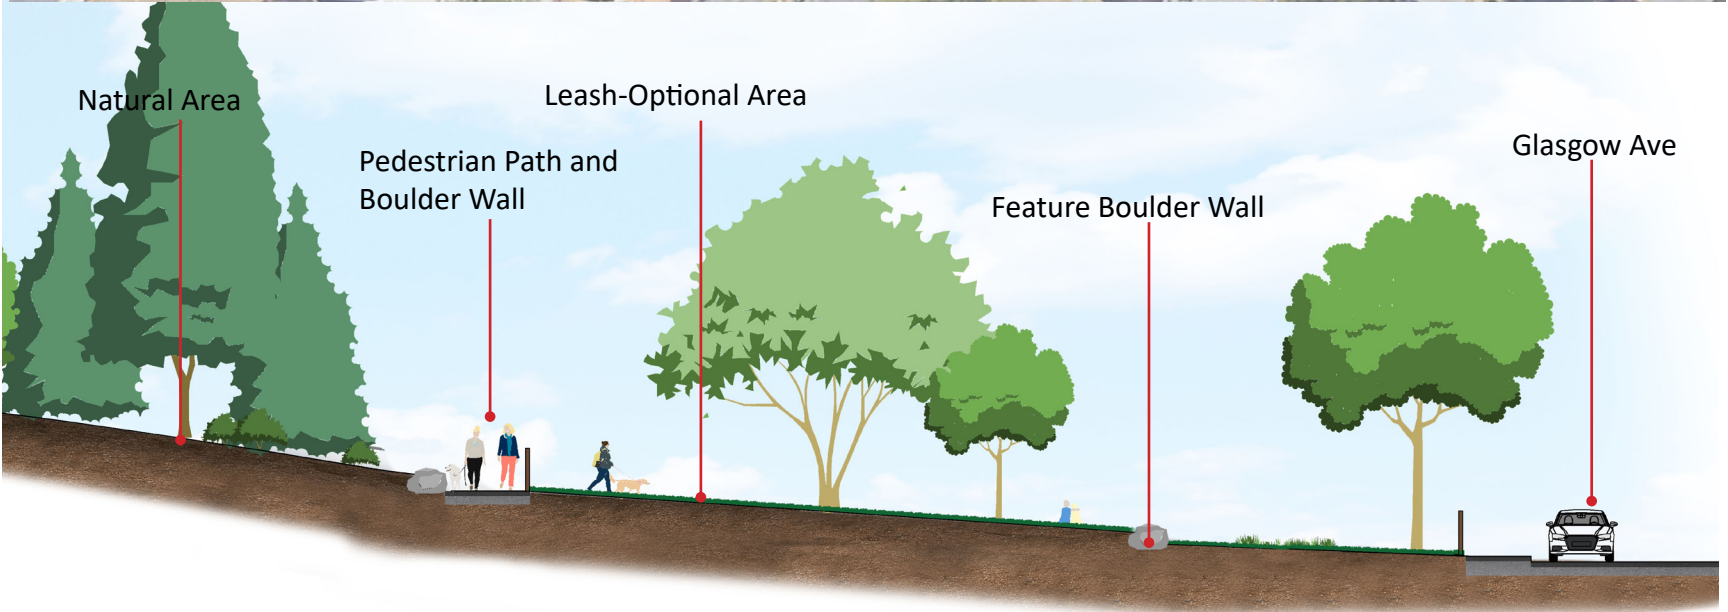 Natural Area
Leash-Optional Area
Pedestrian Path and
Boulder Wall
Feature Boulder Wall
Glasgow Ave